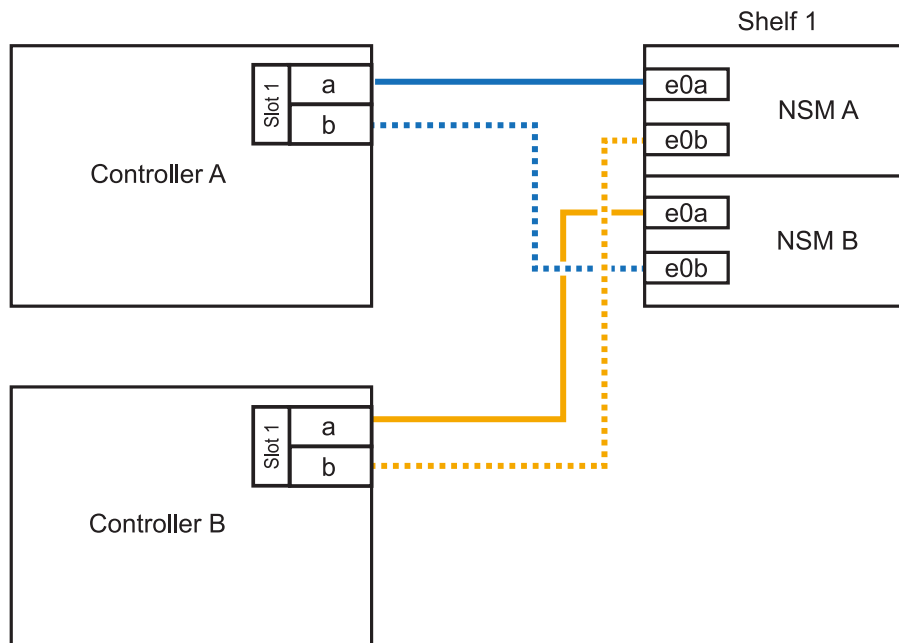 Shelf 1
Slot 1
a
b
Controller A
e0a
e0b
NSM A
e0a
e0b
NSM B
Slot 1
a
b
Controller B